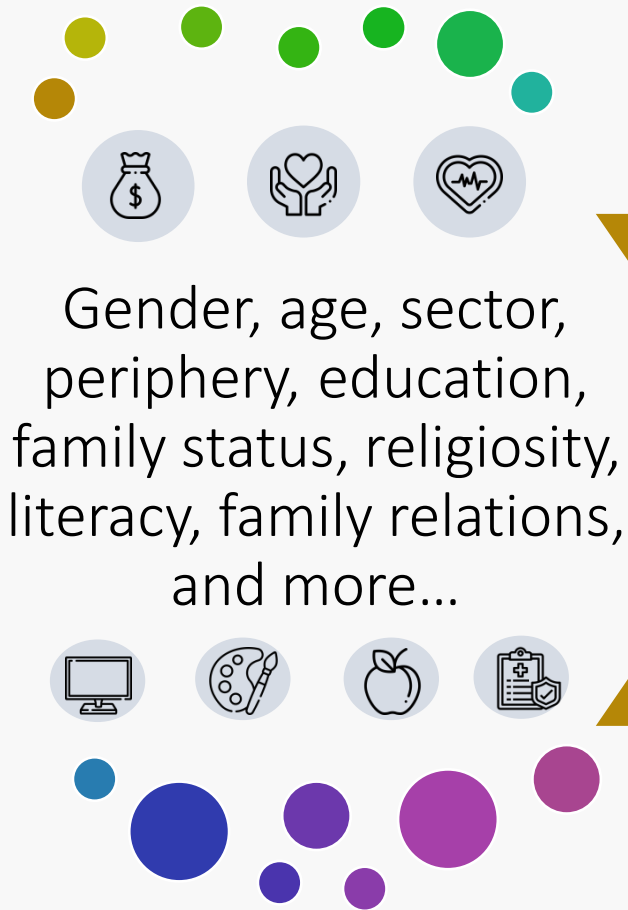 Gender, age, sector,
periphery, education,
family status, religiosity,
literacy, family relations,
and more…